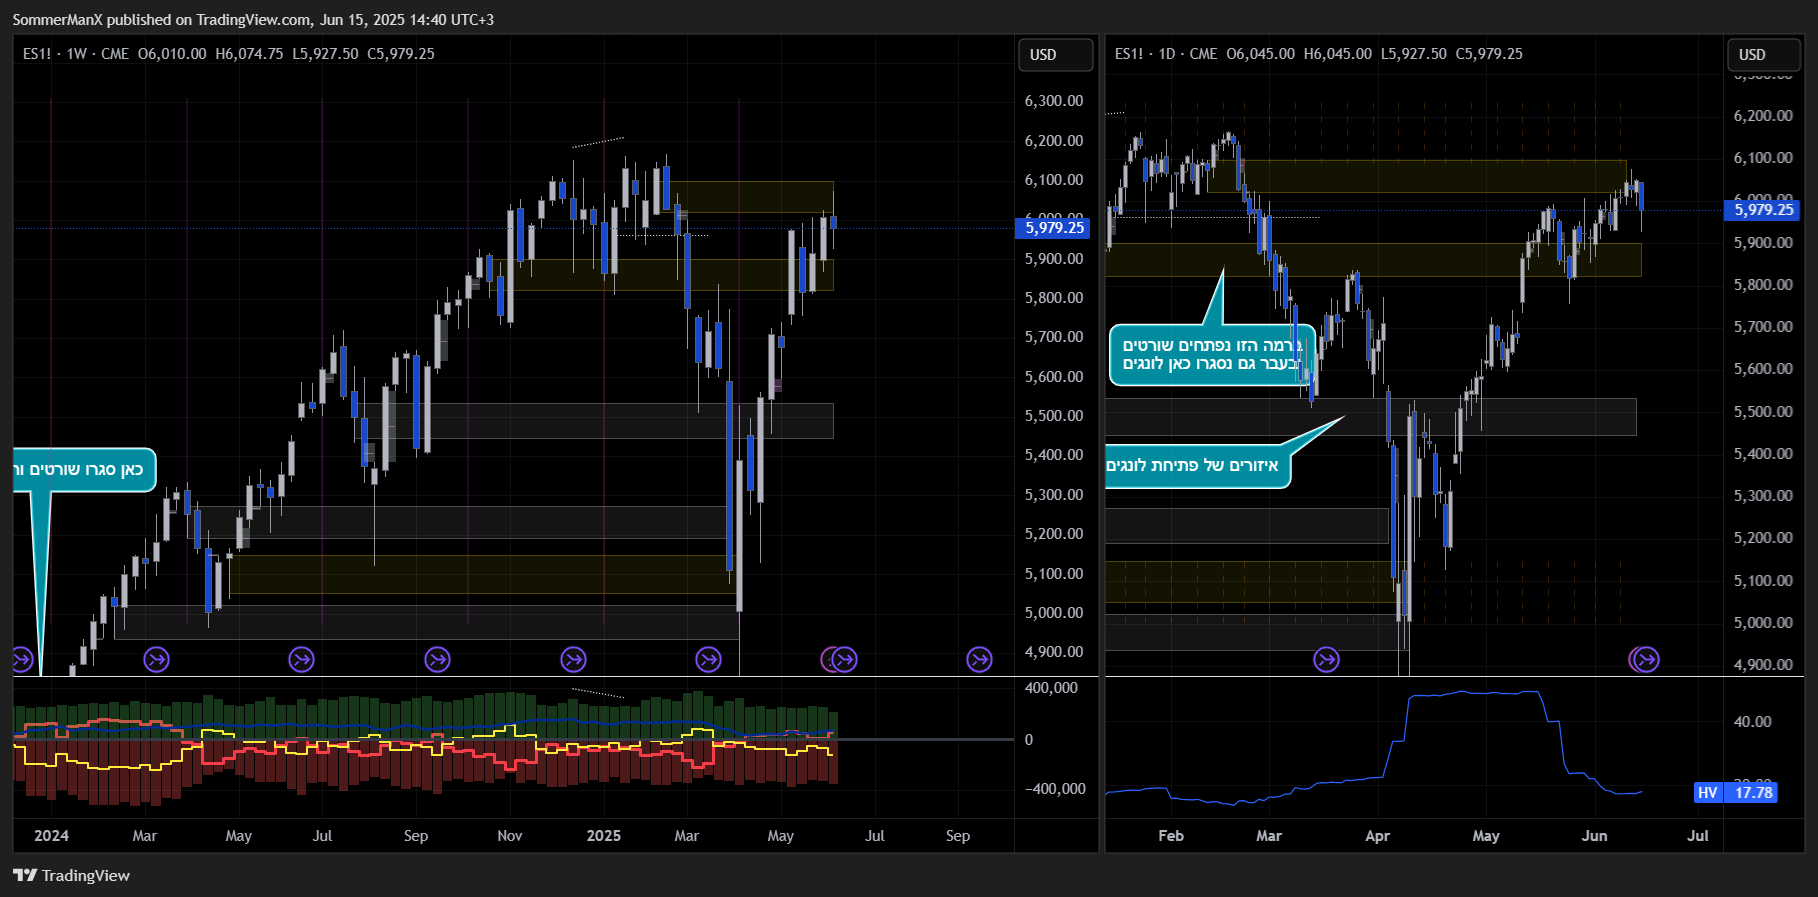 SommerManX published on TradingView.com, Jun 15, 2025 14:40 UTC+3
ES1! · 1W · CME O6,010.00 H6,074.75 L5,927.50 C5,979.25
USD
6,300.00
6,200.00
6,100.00
6,000.00
5,979.25
5,900.00
5,800.00
5,700.00
5,600.00
5,500.00
5,400.00
5,300.00
5,200.00
5,100.00
5,000.00
4,900.00
400,000
0
−400,000
כאן סגרו שורטים
2024
Mar
May
Jul
Sep
Nov
2025
Mar
May
Jul
Sep
ES1! · 1D · CME O6,045.00 H6,045.00 L5,927.50 C5,979.25
USD
6,200.00
6,100.00
6,000.00
5,979.25
5,900.00
5,800.00
5,700.00
5,600.00
5,500.00
5,400.00
5,300.00
5,200.00
5,100.00
5,000.00
4,900.00
40.00
HV 17.78
ברמה הזו נפתחים שורטים
בעבר גם נסגרו כאן לונגים
איזורים של פתיחת לונגים
Feb
Mar
Apr
May
Jun
Jul
TradingView